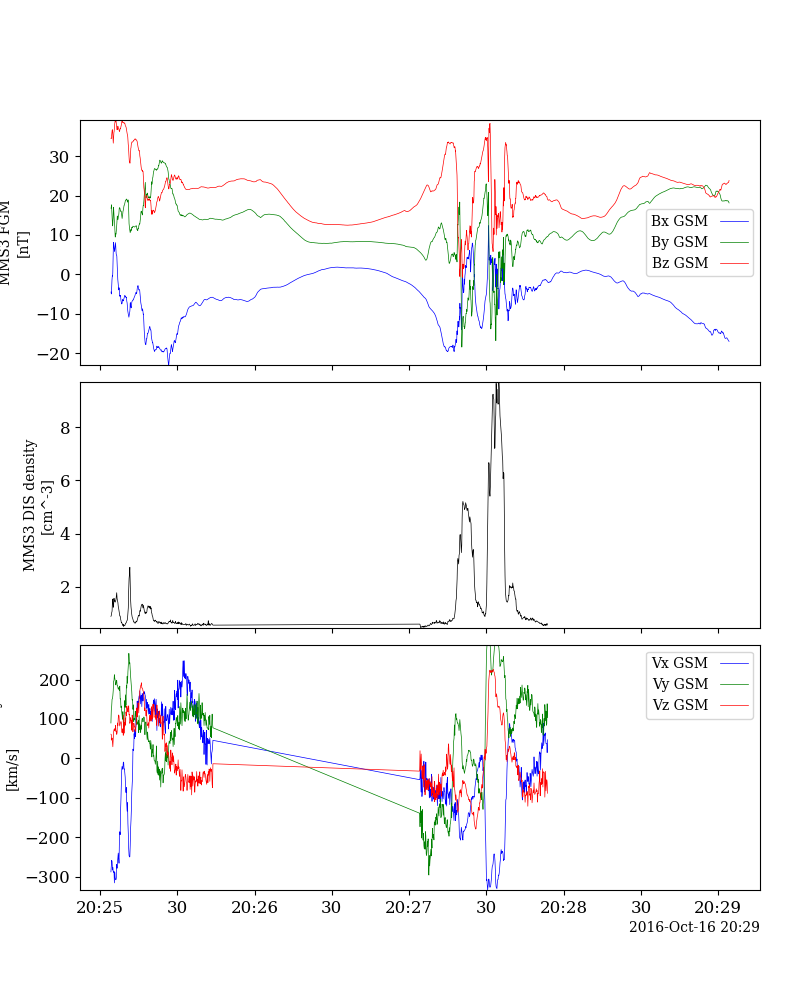 MMS3 FGM
[nT]
30
20
10
0
−10
−20
Bx GSM
By GSM
Bz GSM
MMS3 DIS density
[cm^-3]
8
6
4
2
[km/s]
200
100
0
−100
−200
−300
Vx GSM
Vy GSM
Vz GSM
20:25 30 20:26 30 20:27 30 20:28 30 20:29
2016-Oct-16 20:29